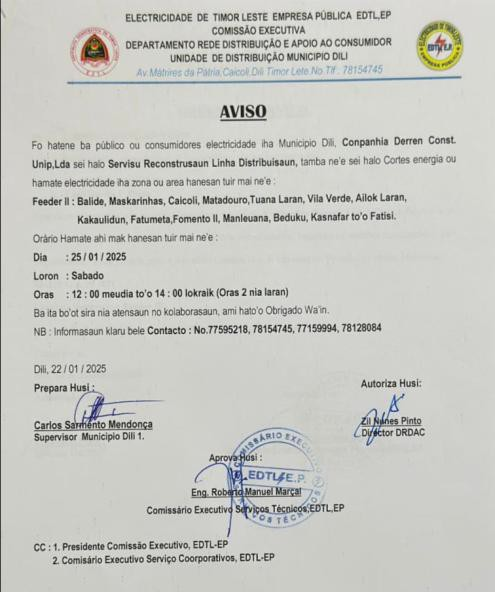 ELECTRICIDADE DE TIMOR LESTE EMPRESA PÚBLICA EDTL,EP
COMISSÃO EXECUTIVA
DEPARTAMENTO REDE DISTRIBUIÇÃO E APOIO AO CONSUMIDOR
UNIDADE DE DISTRIBUIÇÃO MUNICIPIO DILI
Av.Mátrires da Pátria,Caicoli.Dili Timor Lete.No.Tlf. 78154745
EDTL E.P.
AVISO
Fo hatene ba público ou consumidores electricidade iha Municipio Dili, Conpanhia Derren Const.
Unip,Lda sei halo Servisu Reconstrusaun Linha Distribuisaun, tamba ne'e sei halo Cortes energia ou
hamate electricidade iha zona ou area hanesan tuir mai ne'e :
Feeder II : Balide, Maskarinhas, Caicoli, Matadouro,Tuana Laran, Vila Verde, Ailok Laran,
Kakaulidun, Fatumeta,Fomento II, Manleuana, Beduku, Kasnafar to'o Fatisi.
Orário Hamate ahi mak hanesan tuir mai ne'e :
Dia : 25 / 01 / 2025
Loron : Sabado
Oras : 12 : 00 meudia to'o 14 : 00 lokraik (Oras 2 nia laran)
Ba ita bo'ot sira nia atensaun no kolaborasaun, ami hato'o Obrigado Wa'in.
NB : Informasaun klaru bele Contacto : No.77595218, 78154745, 77159994, 78128084
Dili, 22 / 01 / 2025
Prepara Husi :
Autoriza Husi:
Carlos Sarmento Mendonça
Supervisor Municipio Dili 1.
Zil Nunes Pinto
Director DRDAC
Aprova Husi :
COMISSÁRIO EXECUTIVO
EDTL E.P.
SERVIÇOS TÉCNICOS
Eng. Roberto Manuel Marçal
Comissário Executivo Serviços Técnicos,EDTL,EP
CC : 1. Presidente Comissão Executivo, EDTL-EP
2. Comisário Executivo Serviço Coorporativos, EDTL-EP